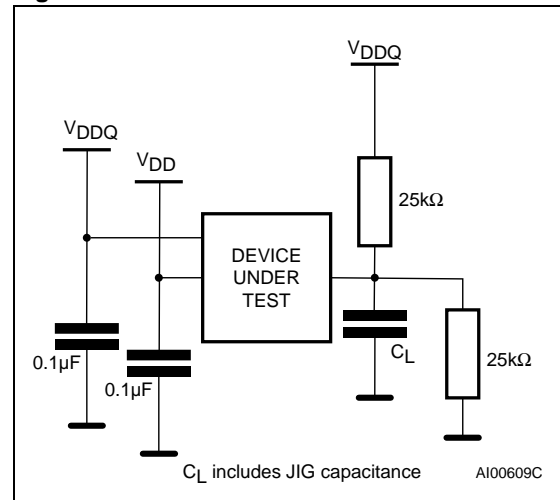 VDDQ
VDDQ
VDD
25kΩ
DEVICE
UNDER
TEST
0.1µF
0.1µF
CL
25kΩ
CL includes JIG capacitance
AI00609C